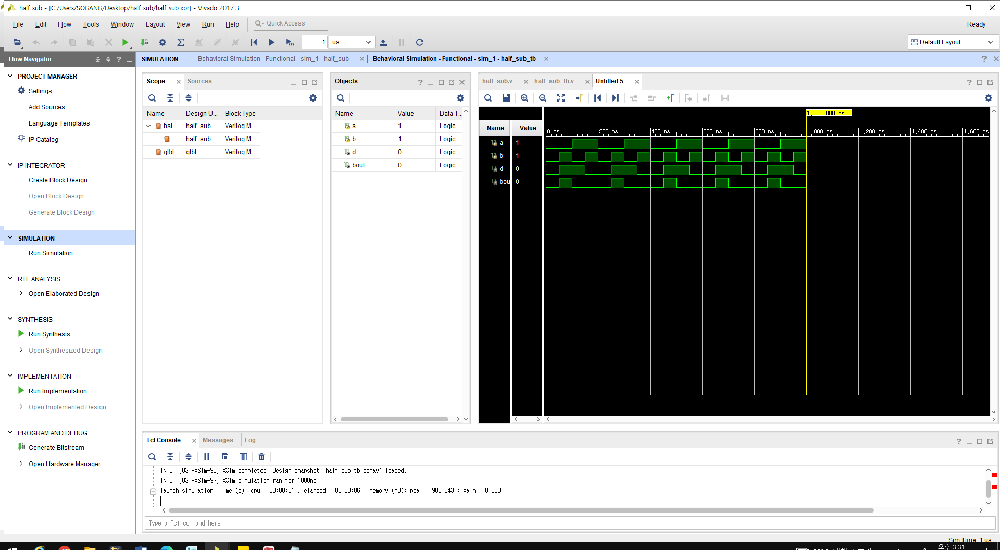 half_sub - [C:/Users/SOGANG/Desktop/half_sub/half_sub.xpr] - Vivado 2017.3
File Edit Flow Tools Window Layout View Run Help Quick Access
Ready
1 us
Default Layout
Flow Navigator
PROJECT MANAGER
Settings
Add Sources
Language Templates
IP Catalog
IP INTEGRATOR
Create Block Design
Open Block Design
Generate Block Design
SIMULATION
Run Simulation
RTL ANALYSIS
Open Elaborated Design
SYNTHESIS
Run Synthesis
Open Synthesized Design
IMPLEMENTATION
Run Implementation
Open Implemented Design
PROGRAM AND DEBUG
Generate Bitstream
Open Hardware Manager
SIMULATION Behavioral Simulation - Functional - sim_1 - half_sub Behavioral Simulation - Functional - sim_1 - half_sub_tb
Scope Sources
Name Design U... Block Type
hal... half_sub... Verilog M...
... half_sub Verilog M...
glbl glbl Verilog M...
Objects
Name Value Data T..
a 1 Logic
b 1 Logic
d 0 Logic
bout 0 Logic
half_sub.v half_sub_tb.v Untitled 5
1,000,000 ns
Name Value
0 ns 200 ns 400 ns 600 ns 800 ns 1,000 ns 1,200 ns 1,400 ns 1,600 ns
a 1
b 1
d 0
bou 0
Tcl Console Messages Log
INFO: [USF-XSim-96] XSim completed. Design snapshot 'half_sub_tb_behav' loaded.
INFO: [USF-XSim-97] XSim simulation ran for 1000ns
launch_simulation: Time (s): cpu = 00:00:01 ; elapsed = 00:00:06 . Memory (MB): peak = 908.043 ; gain = 0.000
Type a Tcl command here
Sim Time: 1 us
오후 3:31